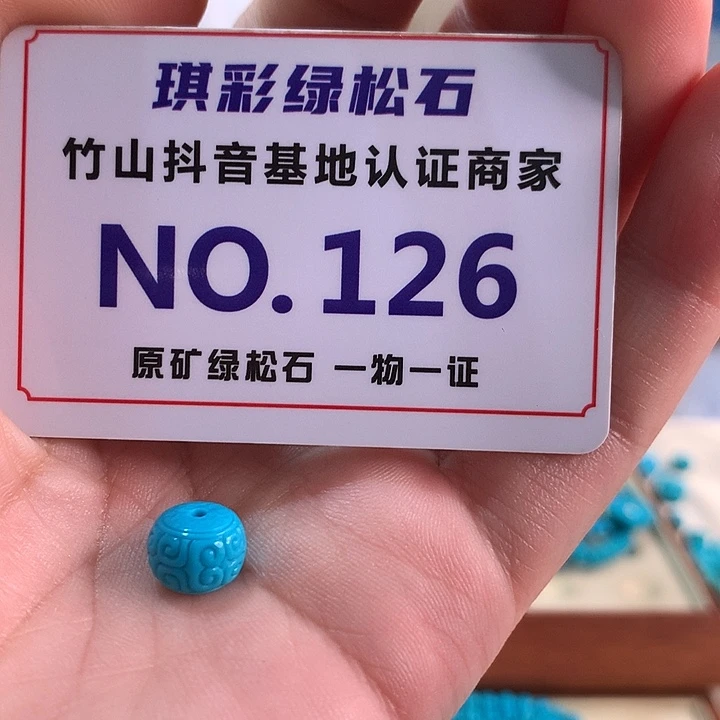 琪彩绿松石
竹山抖音基地认证商家
NO.126
原矿绿松石 一物一证